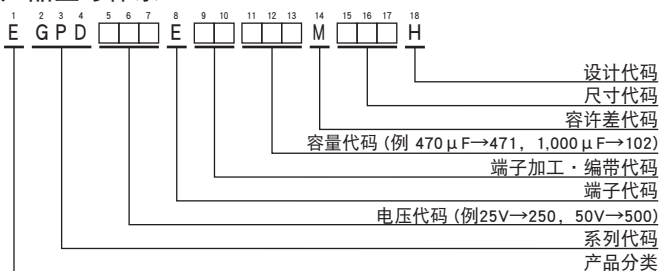 1 2 3 4 5 6 7 8 9 10 11 12 13 14 15 16 17 18
E G P D □□□ E □□ □□□ M □□□ H
设计代码
尺寸代码
容许差代码
容量代码 (例 470μF→471, 1,000μF→102)
端子加工・编带代码
端子代码
电压代码 (例25V→250, 50V→500)
系列代码
产品分类